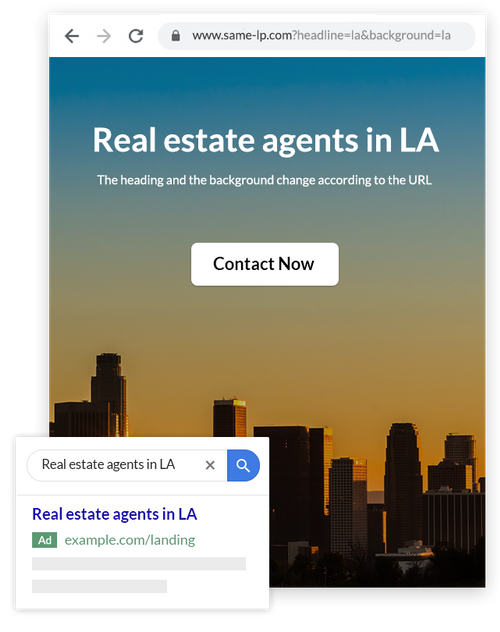 www.same-lp.com?headline=la&background=la
Real estate agents in LA
The heading and the background change according to the URL
Contact Now
Real estate agents in LA
Real estate agents in LA
Ad example.com/landing